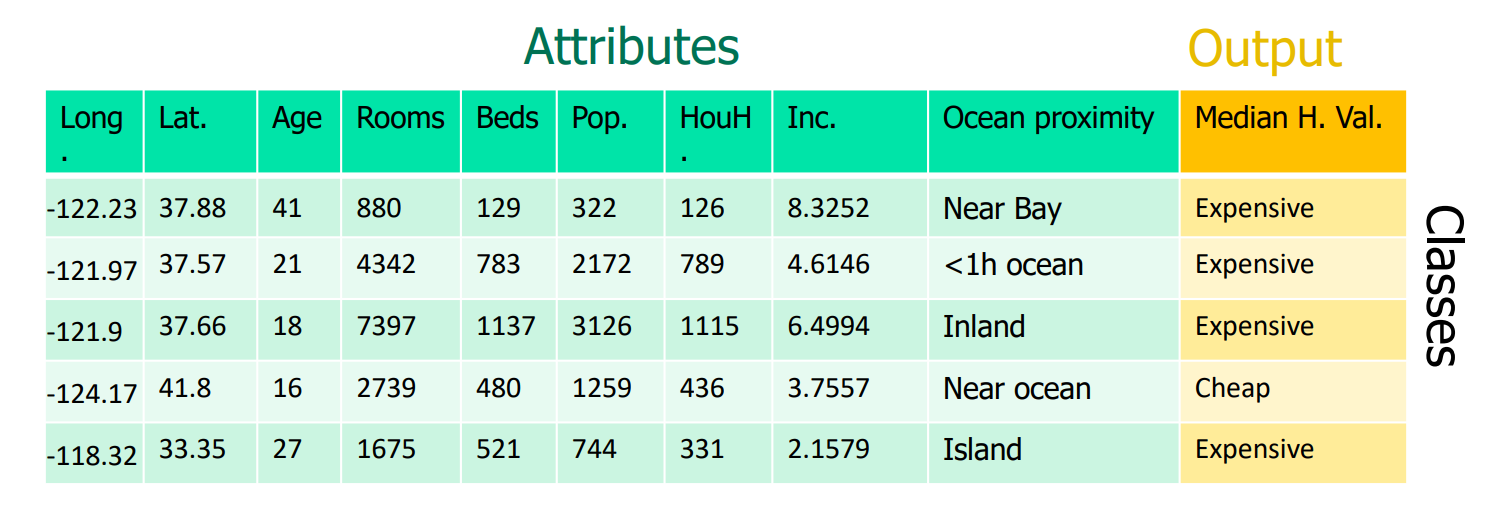 Attributes Output
Long. Lat. Age Rooms Beds Pop. HouH. Inc. Ocean proximity Median H. Val.
-122.23 37.88 41 880 129 322 126 8.3252 Near Bay Expensive
-121.97 37.57 21 4342 783 2172 789 4.6146 <1h ocean Expensive
-121.9 37.66 18 7397 1137 3126 1115 6.4994 Inland Expensive
-124.17 41.8 16 2739 480 1259 436 3.7557 Near ocean Cheap
-118.32 33.35 27 1675 521 744 331 2.1579 Island Expensive
Classes